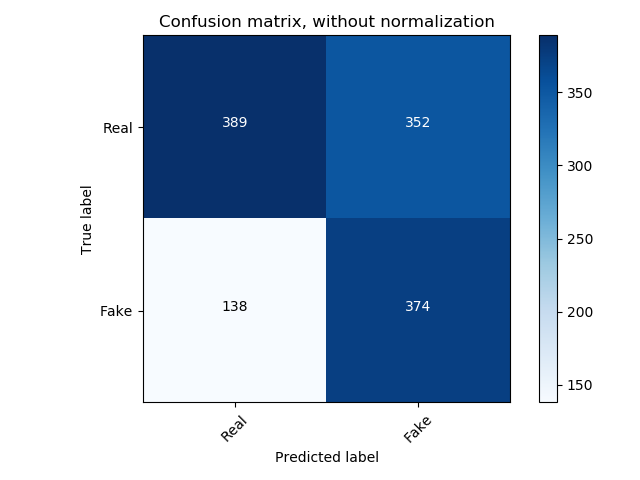 Confusion matrix, without normalization
Real
389
352
350
300
True label
250
Fake
138
374
200
150
Real
Fake
Predicted label